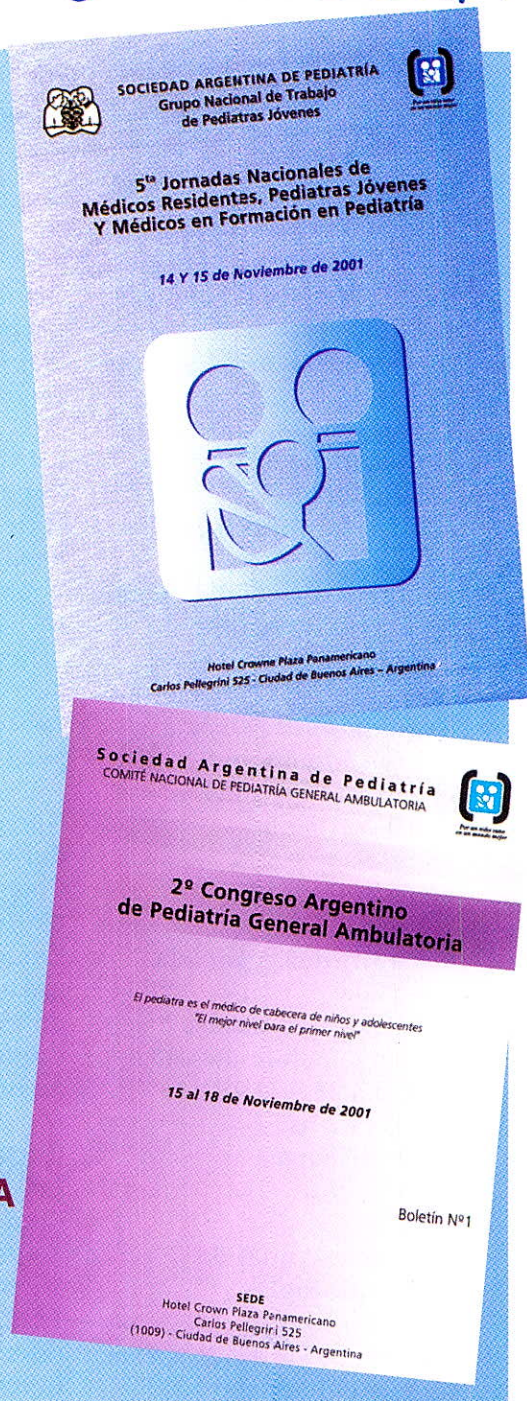 SOCIEDAD ARGENTINA DE PEDIATRÍA
Grupo Nacional de Trabajo
de Pediatras Jóvenes
5ta Jornadas Nacionales de
Médicos Residentes, Pediatras Jóvenes
Y Médicos en Formación en Pediatría
14 Y 15 de Noviembre de 2001
Hotel Crowne Plaza Panamericano
Carlos Pellegrini 525 - Ciudad de Buenos Aires – Argentina
Sociedad Argentina de Pediatría
COMITÉ NACIONAL DE PEDIATRÍA GENERAL AMBULATORIA
Por un niño sano
en un mundo mejor
2º Congreso Argentino
de Pediatría General Ambulatoria
El pediatra es el médico de cabecera de niños y adolescentes
"El mejor nivel para el primer nivel"
15 al 18 de Noviembre de 2001
A
Boletín Nº1
SEDE
Hotel Crown Plaza Panamericano
Carlos Pellegrini 525
(1009) - Ciudad de Buenos Aires - Argentina